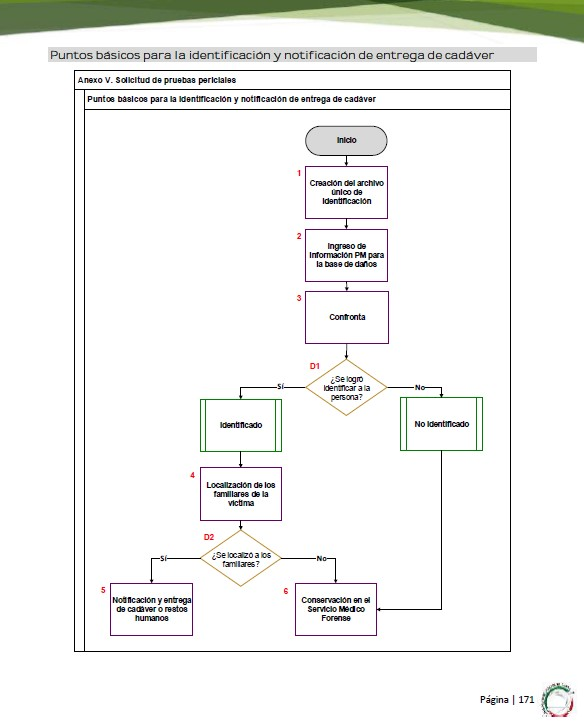 Puntos básicos para la identificación y notificación de entrega de cadáver
Anexo V. Solicitud de pruebas periciales
Puntos básicos para la identificación y notificación de entrega de cadáver
Inicio
1
Creación del archivo
único de
identificación
2
Ingreso de
información PM para
la base de daños
3
Confronta
D1
¿Se logró
identificar a la
persona?
Sí
No
Identificado
No identificado
4
Localización de los
familiares de la
víctima
D2
¿Se localizó a los
familiares?
Sí
No
5
Notificación y entrega
de cadáver o restos
humanos
6
Conservación en el
Servicio Médico
Forense
Página | 171